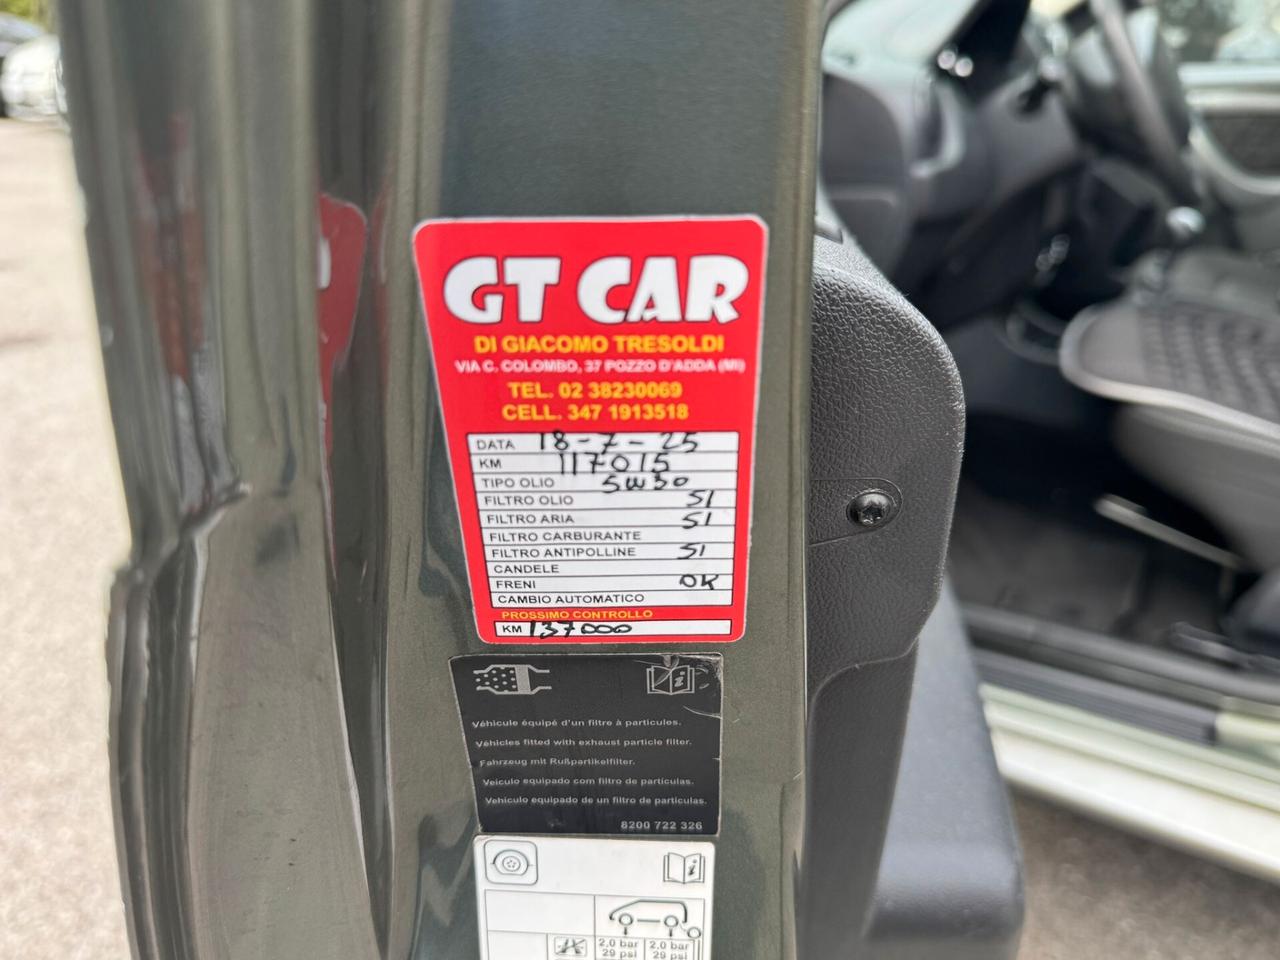 GT CAR
DI GIACOMO TRESOLDI
VIA C. COLOMBO, 37 POZZO D'ADDA (MI)
TEL. 02 38230069
CELL. 347 1913518
DATA 18-7-25
KM 117015
TIPO OLIO 5W30
FILTRO OLIO SI
FILTRO ARIA SI
FILTRO CARBURANTE
FILTRO ANTIPOLLINE SI
CANDELE
FRENI OK
CAMBIO AUTOMATICO
PROSSIMO CONTROLLO
KM 137000
i
Véhicule équipé d'un filtre à particules.
Vehicles fitted with exhaust particle filter.
Fahrzeug mit Rußpartikelfilter.
Veiculo equipado com filtro de partículas.
Vehículo equipado de un filtro de partículas.
8200 722 326
i
2,0 bar 2,0 bar
29 psi 29 psi